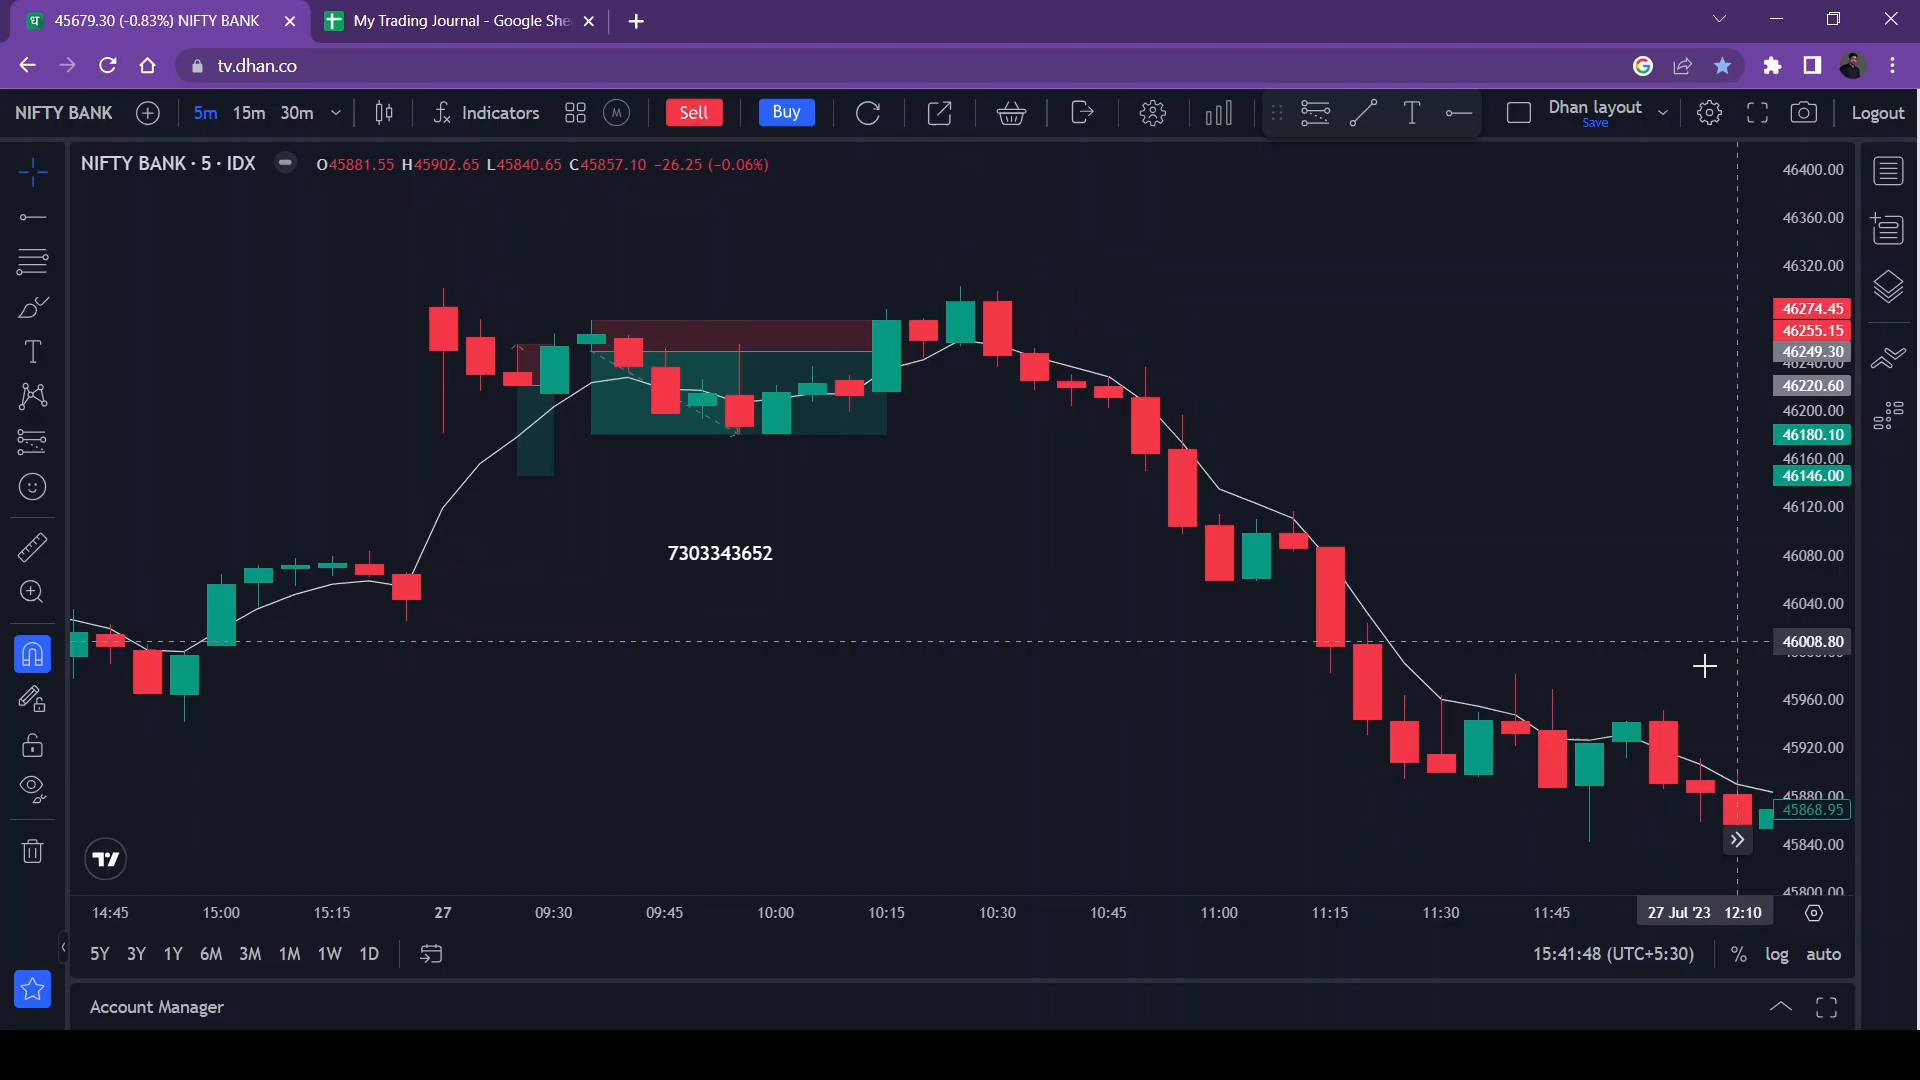 45679.30 (-0.83%) NIFTY BANK
My Trading Journal - Google She
tv.dhan.co
NIFTY BANK 5m 15m 30m Indicators M Sell Buy T Dhan layout Logout
Save
NIFTY BANK · 5 · IDX O45881.55 H45902.65 L45840.65 C45857.10 -26.25 (-0.06%)
46400.00
46360.00
46320.00
46274.45
46255.15
46249.30
46240.00
46220.60
46200.00
46180.10
46160.00
46146.00
46120.00
7303343652
46080.00
46040.00
46008.80
45960.00
45920.00
45880.00
45868.95
45840.00
45800.00
14:45 15:00 15:15 27 09:30 09:45 10:00 10:15 10:30 10:45 11:00 11:15 11:30 11:45 27 Jul '23 12:10
5Y 3Y 1Y 6M 3M 1M 1W 1D 15:41:48 (UTC+5:30) % log auto
Account Manager